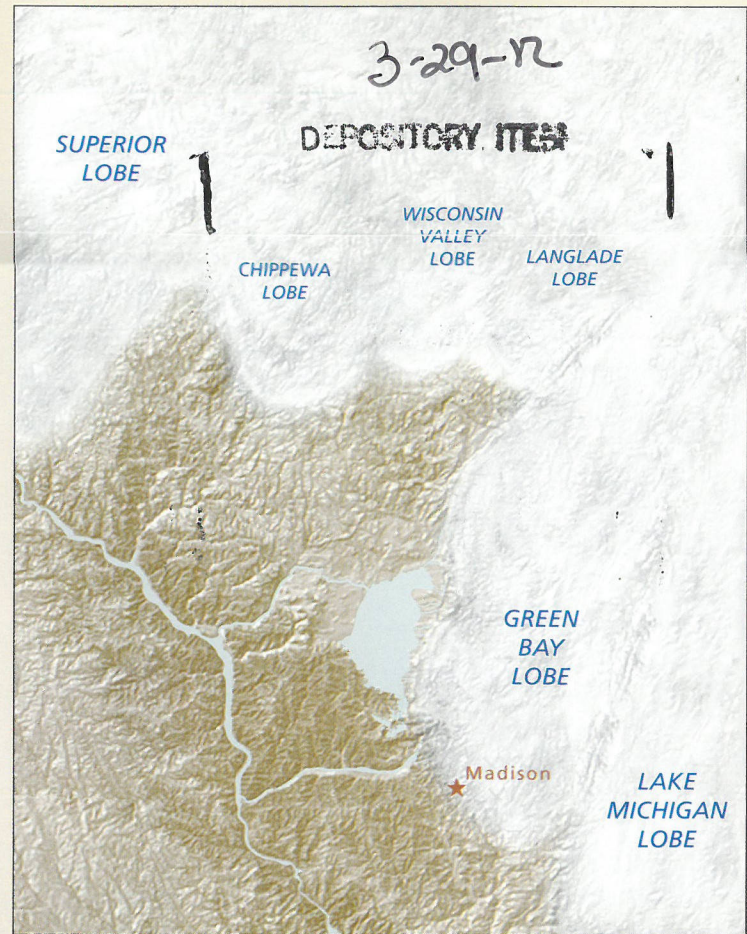 3-29-12
DEPOSITORY ITEM
SUPERIOR
LOBE
WISCONSIN
VALLEY
LOBE
LANGLADE
LOBE
CHIPPEWA
LOBE
GREEN
BAY
LOBE
Madison
LAKE
MICHIGAN
LOBE